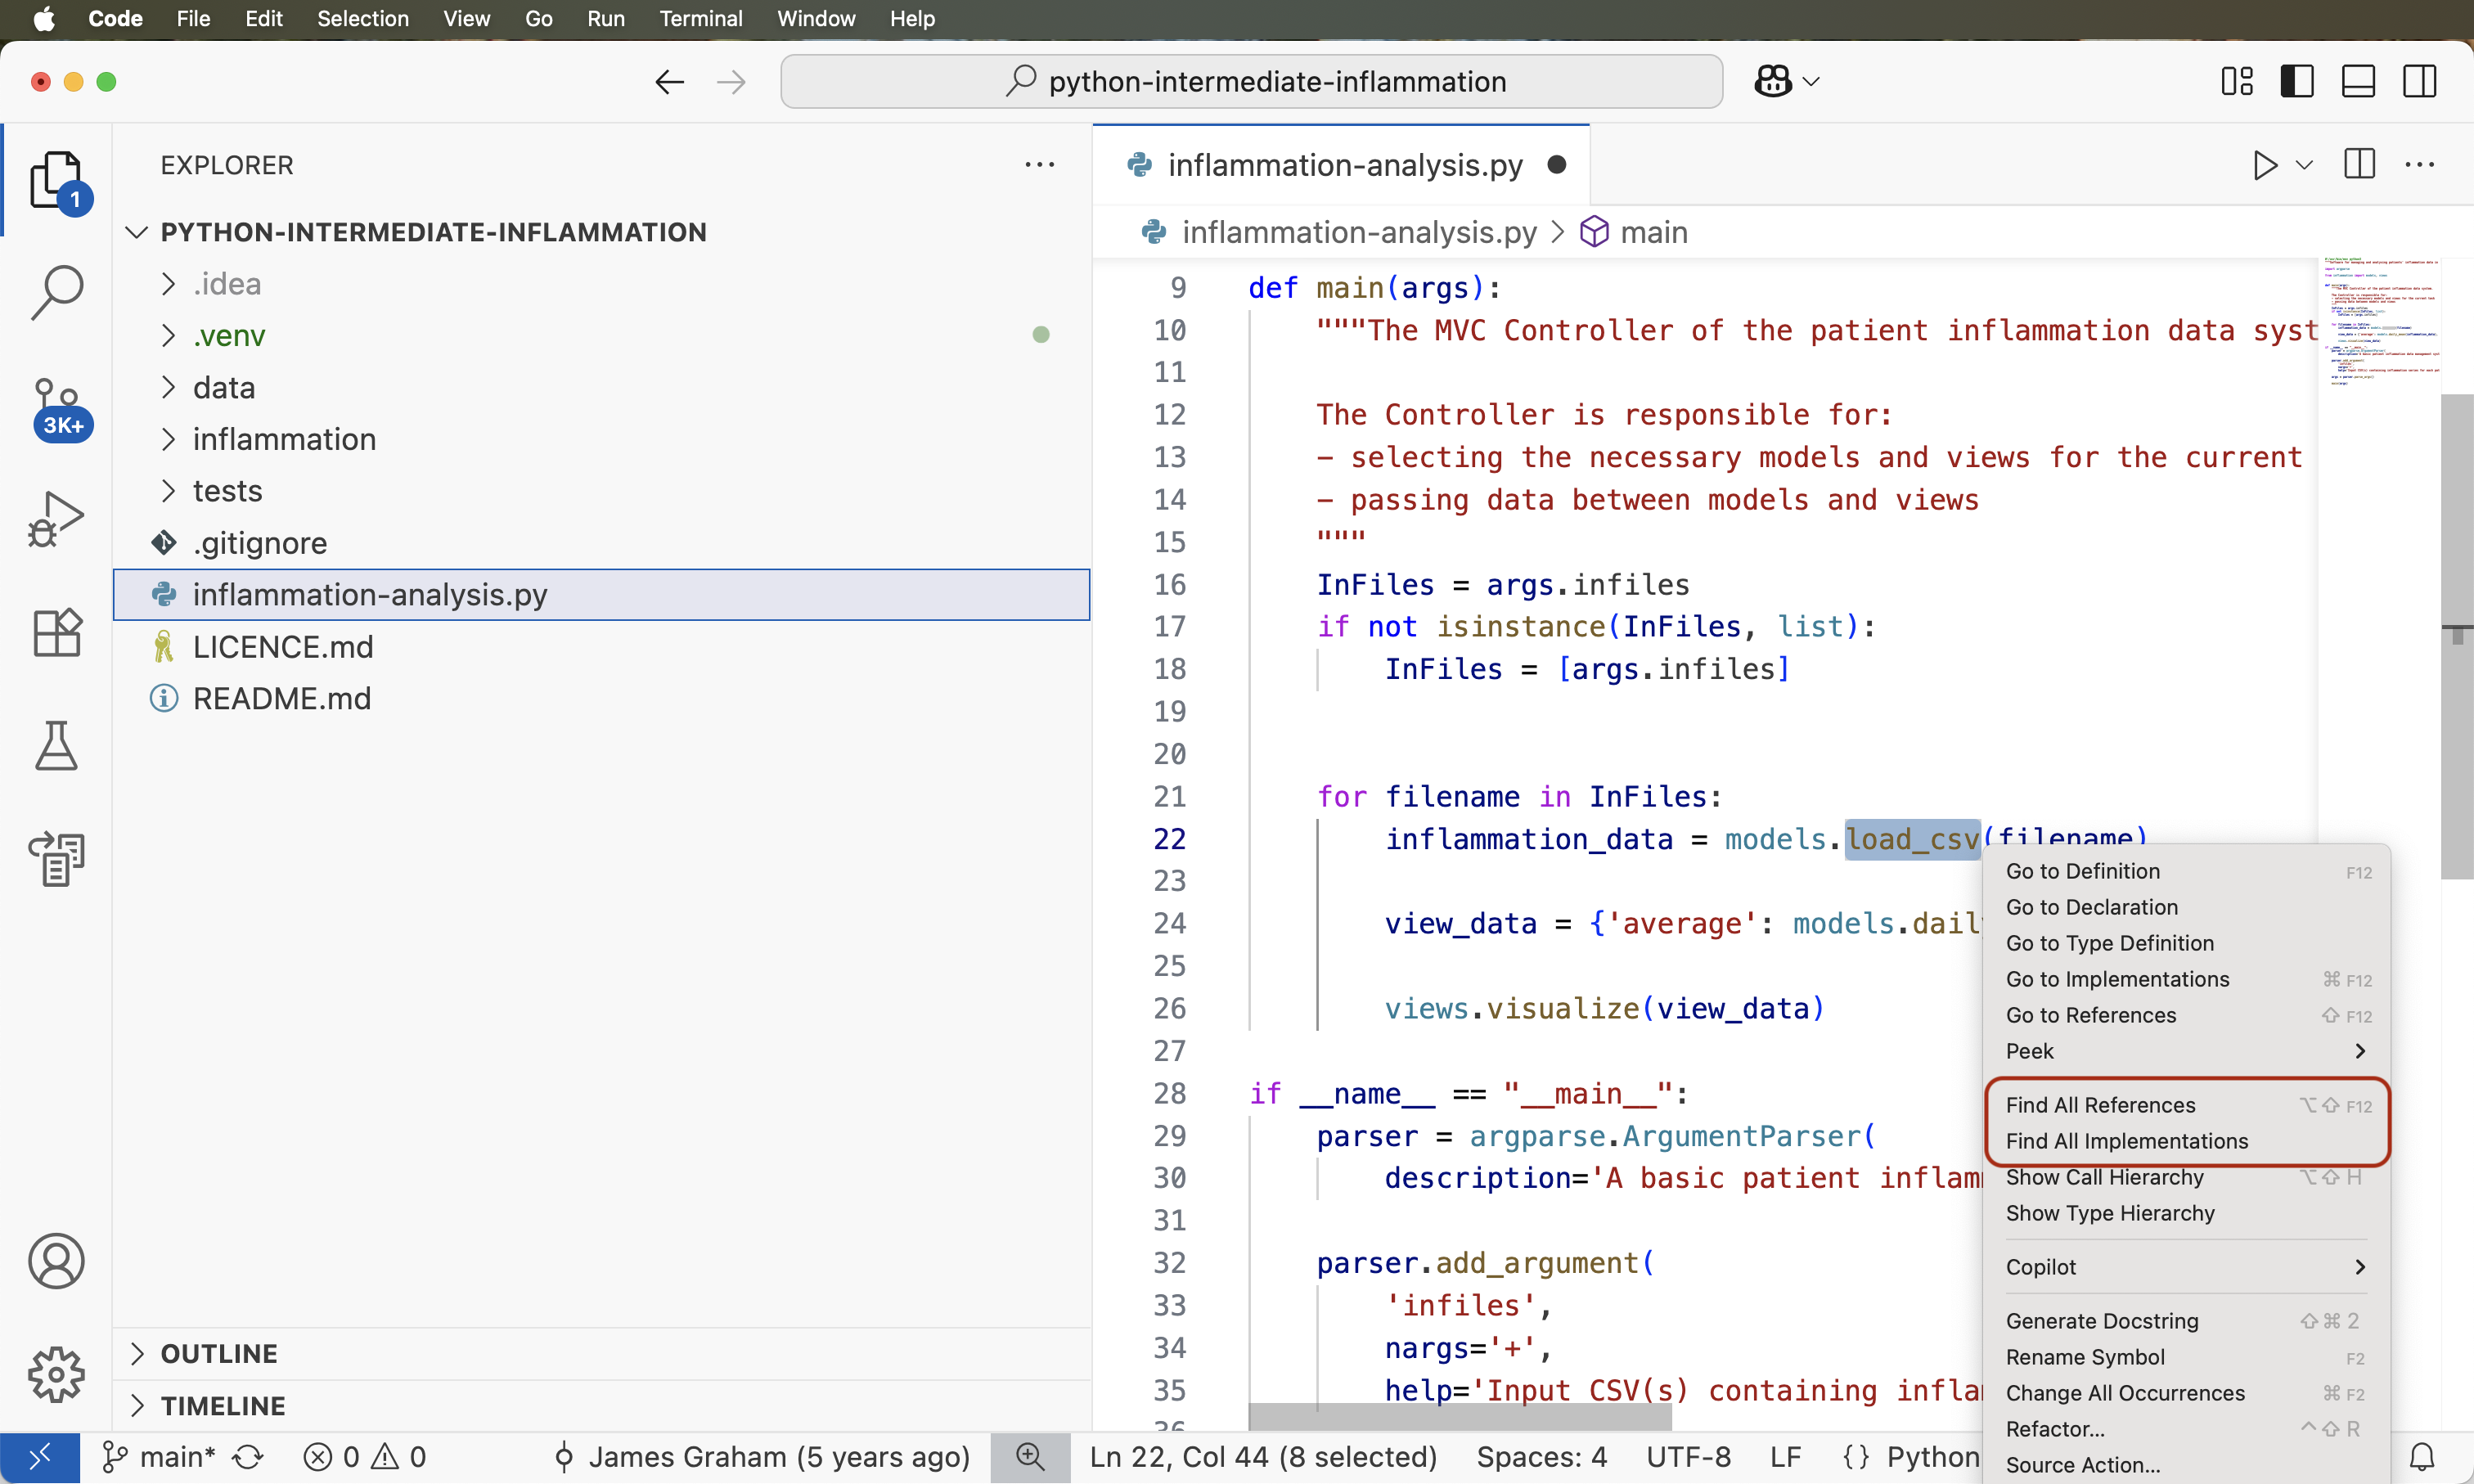 Code File Edit Selection View Go Run Terminal Window Help
python-intermediate-inflammation
EXPLORER
PYTHON-INTERMEDIATE-INFLAMMATION
.idea
.venv
data
inflammation
tests
.gitignore
inflammation-analysis.py
LICENCE.md
README.md
OUTLINE
TIMELINE
1
3K+
inflammation-analysis.py
inflammation-analysis.py > main
9 def main(args):
10 """The MVC Controller of the patient inflammation data syst
11
12 The Controller is responsible for:
13 - selecting the necessary models and views for the current
14 - passing data between models and views
15 """
16 InFiles = args.infiles
17 if not isinstance(InFiles, list):
18 InFiles = [args.infiles]
19
20
21 for filename in InFiles:
22 inflammation_data = models.load_csv(filename)
23
24 view_data = {'average': models.dail
25
26 views.visualize(view_data)
27
28 if __name__ == "__main__":
29 parser = argparse.ArgumentParser(
30 description='A basic patient inflam
31
32 parser.add_argument(
33 'infiles',
34 nargs='+',
35 help='Input CSV(s) containing infla
36
Go to Definition F12
Go to Declaration
Go to Type Definition
Go to Implementations ⌘ F12
Go to References ⇧ F12
Peek
Find All References ⌥⇧ F12
Find All Implementations
Show Call Hierarchy ⌥⇧ H
Show Type Hierarchy
Copilot
Generate Docstring ⇧⌘ 2
Rename Symbol F2
Change All Occurrences ⌘ F2
Refactor... ^⇧ R
Source Action...
main* 0 0 James Graham (5 years ago) Ln 22, Col 44 (8 selected) Spaces: 4 UTF-8 LF {} Python